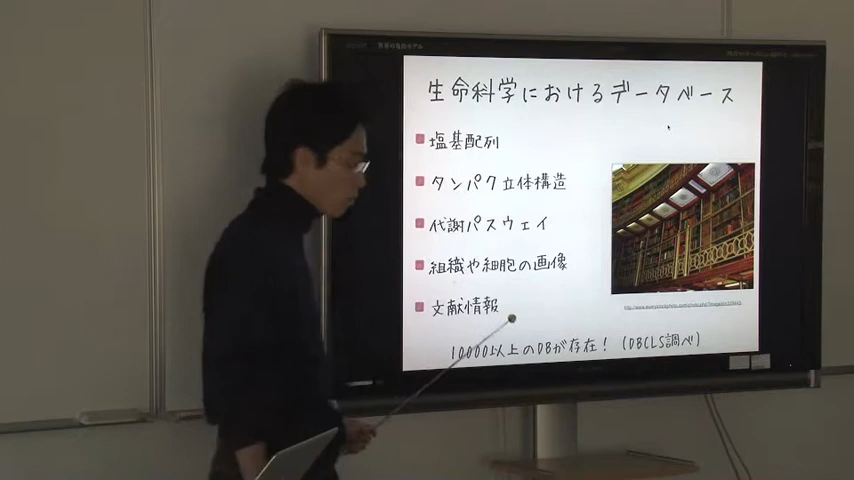 生命科学におけるデータベース
塩基配列
タンパク立体構造
代謝パスウェイ
組織や細胞の画像
文献情報
10000以上のDBが存在！（DBCLS調べ）